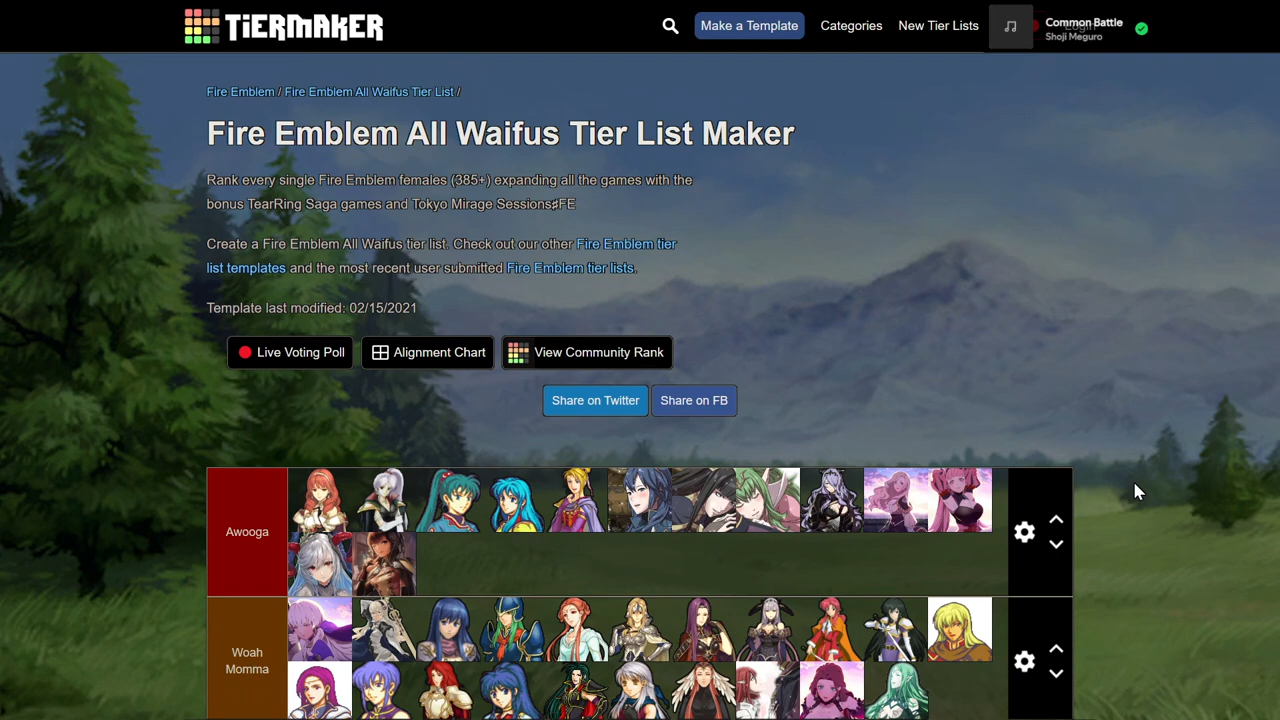 TiERMAKER
Make a Template
Categories
New Tier Lists
Common Battle
Shoji Meguro
Fire Emblem / Fire Emblem All Waifus Tier List /
Fire Emblem All Waifus Tier List Maker
Rank every single Fire Emblem females (385+) expanding all the games with the
bonus TearRing Saga games and Tokyo Mirage Sessions♯FE
Create a Fire Emblem All Waifus tier list. Check out our other Fire Emblem tier
list templates and the most recent user submitted Fire Emblem tier lists.
Template last modified: 02/15/2021
Live Voting Poll
Alignment Chart
View Community Rank
Share on Twitter
Share on FB
Awooga
Woah
Momma